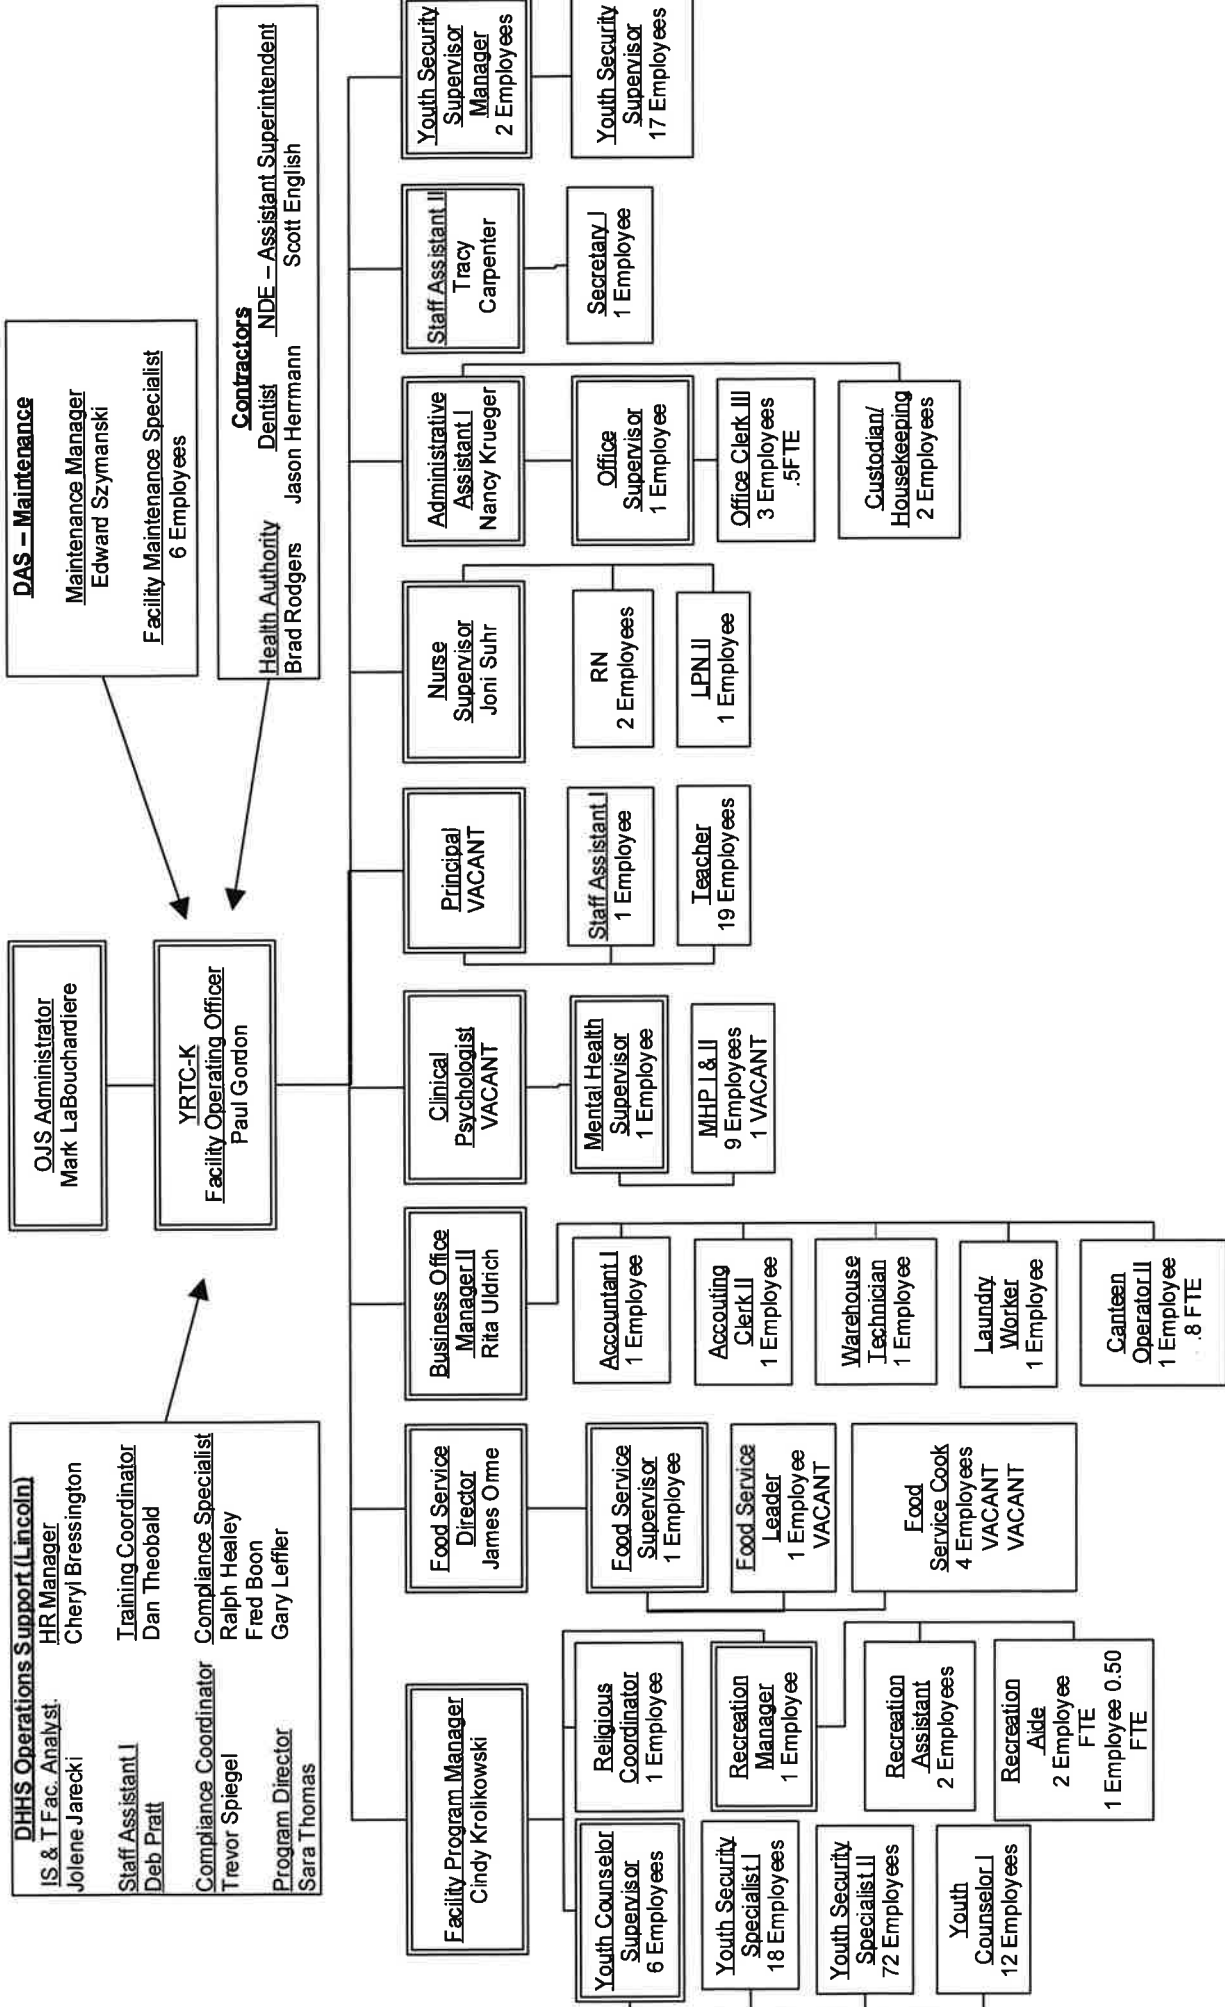 DHHS Operations Support (Lincoln)
IS & T Fac. Analyst.
Jolene Jarecki
HR Manager
Cheryl Bressington
Staff Assistant I
Deb Pratt
Training Coordinator
Dan Theobald
Compliance Coordinator
Trevor Spiegel
Compliance Specialist
Ralph Healey
Fred Boon
Gary Leffler
Program Director
Sara Thomas
OJS Administrator
Mark LaBouchardiere
YRTC-K
Facility Operating Officer
Paul Gordon
DAS – Maintenance
Maintenance Manager
Edward Szymanski
Facility Maintenance Specialist
6 Employees
Contractors
Health Authority
Brad Rodgers
Dentist
Jason Herrmann
NDE – Assistant Superintendent
Scott English
Facility Program Manager
Cindy Krolikowski
Youth Counselor
Supervisor
6 Employees
Youth Security
Specialist I
18 Employees
Youth Security
Specialist II
72 Employees
Youth
Counselor I
12 Employees
Religious
Coordinator
1 Employee
Recreation
Manager
1 Employee
Recreation
Assistant
2 Employees
Recreation
Aide
2 Employee
FTE
1 Employee 0.50
FTE
Food Service
Director
James Orme
Food Service
Supervisor
1 Employee
Food Service
Leader
1 Employee
VACANT
Food
Service Cook
4 Employees
VACANT
VACANT
Business Office
Manager II
Rita Uldrich
Accountant I
1 Employee
Accouting
Clerk II
1 Employee
Warehouse
Technician
1 Employee
Laundry
Worker
1 Employee
Canteen
Operator II
1 Employee
.8 FTE
Clinical
Psychologist
VACANT
Mental Health
Supervisor
1 Employee
MHP I & II
9 Employees
1 VACANT
Principal
VACANT
Staff Assistant I
1 Employee
Teacher
19 Employees
Nurse
Supervisor
Joni Suhr
RN
2 Employees
LPN II
1 Employee
Administrative
Assistant I
Nancy Krueger
Office
Supervisor
1 Employee
Office Clerk III
3 Employees
.5FTE
Custodian/
Housekeeping
2 Employees
Staff Assistant II
Tracy
Carpenter
Secretary I
1 Employee
Youth Security
Supervisor
Manager
2 Employees
Youth Security
Supervisor
17 Employees